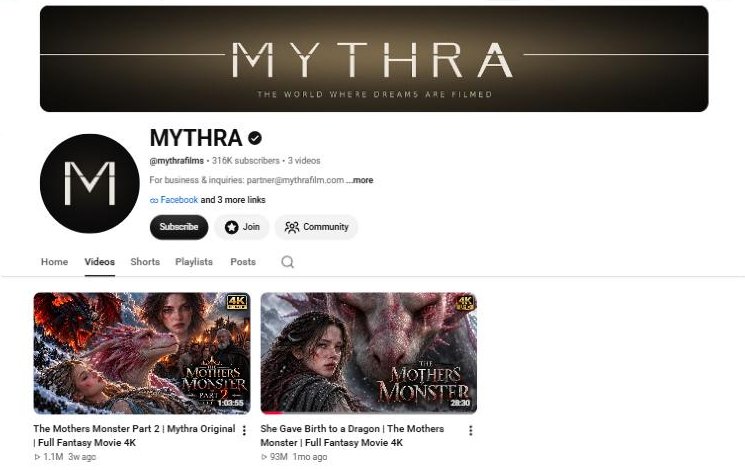 MYTHRA
THE WORLD WHERE DREAMS ARE FILMED
M
MYTHRA
@mythrafilms • 316K subscribers • 3 videos
For business & inquiries: partner@mythrafilm.com ...more
Facebook and 3 more links
Subscribe
Join
Community
Home Videos Shorts Playlists Posts
4K
THE
MOTHERS
MONSTER
PART 2
1:03:55
4K
THE
MOTHERS
MONSTER
28:30
The Mothers Monster Part 2 | Mythra Original
| Full Fantasy Movie 4K
1.1M 3w ago
She Gave Birth to a Dragon | The Mothers
Monster | Full Fantasy Movie 4K
93M 1mo ago